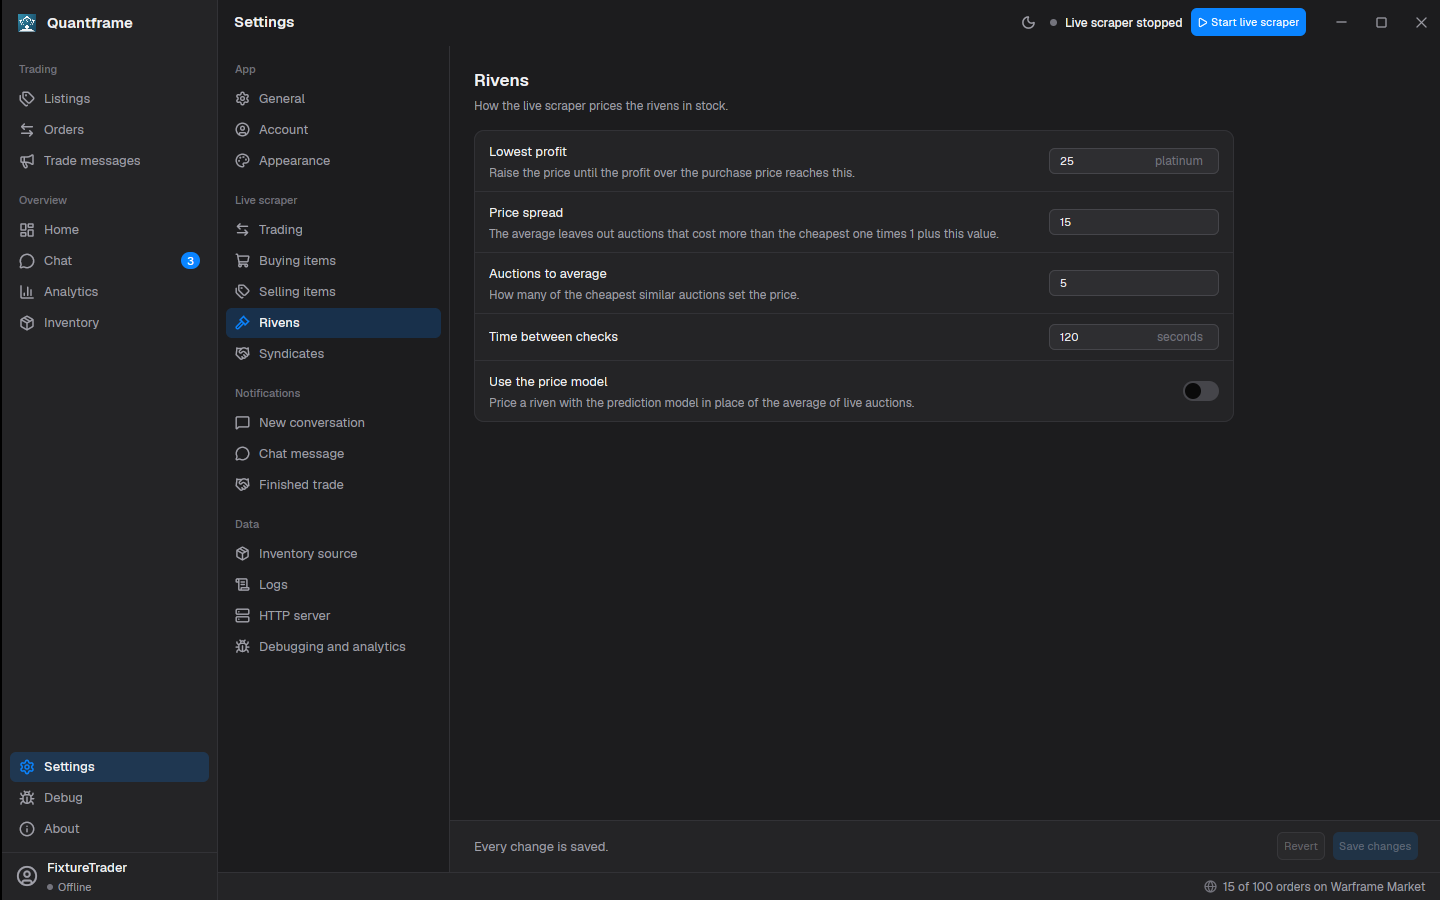 Quantframe
Settings
Live scraper stopped
Start live scraper
Trading
Listings
Orders
Trade messages
Overview
Home
Chat
3
Analytics
Inventory
Settings
Debug
About
FixtureTrader
Offline
App
General
Account
Appearance
Live scraper
Trading
Buying items
Selling items
Rivens
Syndicates
Notifications
New conversation
Chat message
Finished trade
Data
Inventory source
Logs
HTTP server
Debugging and analytics
Rivens
How the live scraper prices the rivens in stock.
Lowest profit
Raise the price until the profit over the purchase price reaches this.
25 platinum
Price spread
The average leaves out auctions that cost more than the cheapest one times 1 plus this value.
15
Auctions to average
How many of the cheapest similar auctions set the price.
5
Time between checks
120 seconds
Use the price model
Price a riven with the prediction model in place of the average of live auctions.
Every change is saved.
Revert
Save changes
15 of 100 orders on Warframe Market